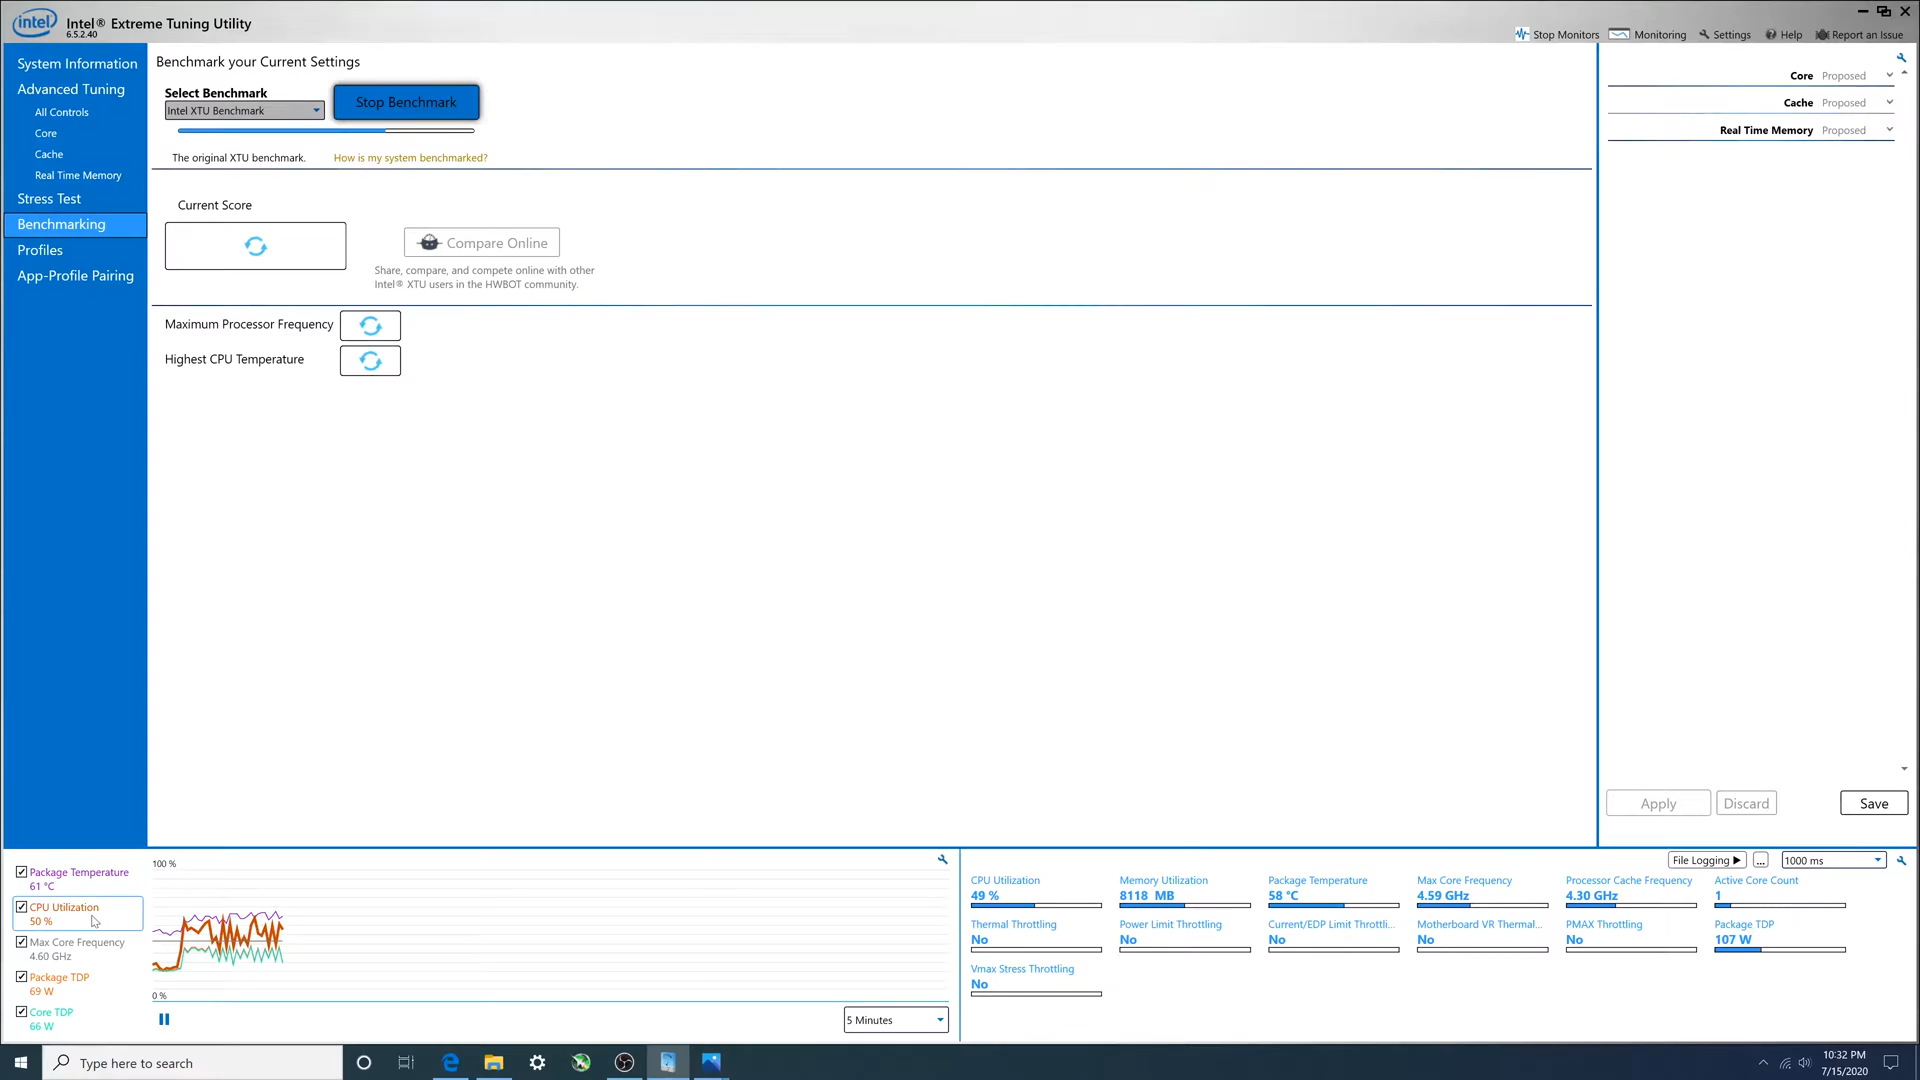 intel
Intel® Extreme Tuning Utility
6.5.2.40
Stop Monitors
Monitoring
Settings
Help
Report an Issue
System Information
Advanced Tuning
All Controls
Core
Cache
Real Time Memory
Stress Test
Benchmarking
Profiles
App-Profile Pairing
Benchmark your Current Settings
Select Benchmark
Intel XTU Benchmark
Stop Benchmark
The original XTU benchmark.
How is my system benchmarked?
Current Score
Compare Online
Share, compare, and compete online with other
Intel® XTU users in the HWBOT community.
Maximum Processor Frequency
Highest CPU Temperature
Core Proposed
Cache Proposed
Real Time Memory Proposed
Apply
Discard
Save
Package Temperature
61 °C
CPU Utilization
50 %
Max Core Frequency
4.60 GHz
Package TDP
69 W
Core TDP
66 W
100 %
0 %
5 Minutes
File Logging
...
1000 ms
CPU Utilization
49 %
Memory Utilization
8118 MB
Package Temperature
58 °C
Max Core Frequency
4.59 GHz
Processor Cache Frequency
4.30 GHz
Active Core Count
1
Thermal Throttling
No
Power Limit Throttling
No
Current/EDP Limit Throttli...
No
Motherboard VR Thermal...
No
PMAX Throttling
No
Package TDP
107 W
Vmax Stress Throttling
No
Type here to search
10:32 PM
7/15/2020